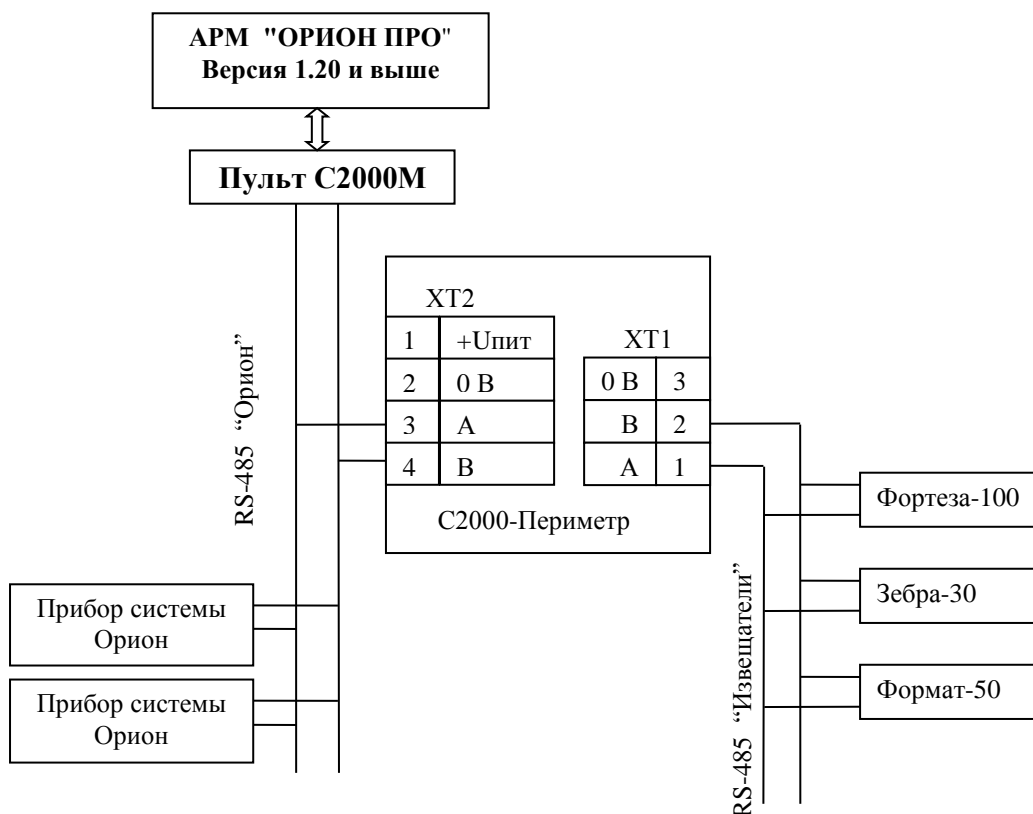 АРМ "ОРИОН ПРО"
Версия 1.20 и выше
Пульт С2000М
RS-485 “Орион”
XT2
1 +Uпит
2 0 В
3 А
4 В
XT1
0 В 3
В 2
А 1
С2000-Периметр
Фортеза-100
Зебра-30
Формат-50
RS-485 “Извещатели”
Прибор системы
Орион
Прибор системы
Орион